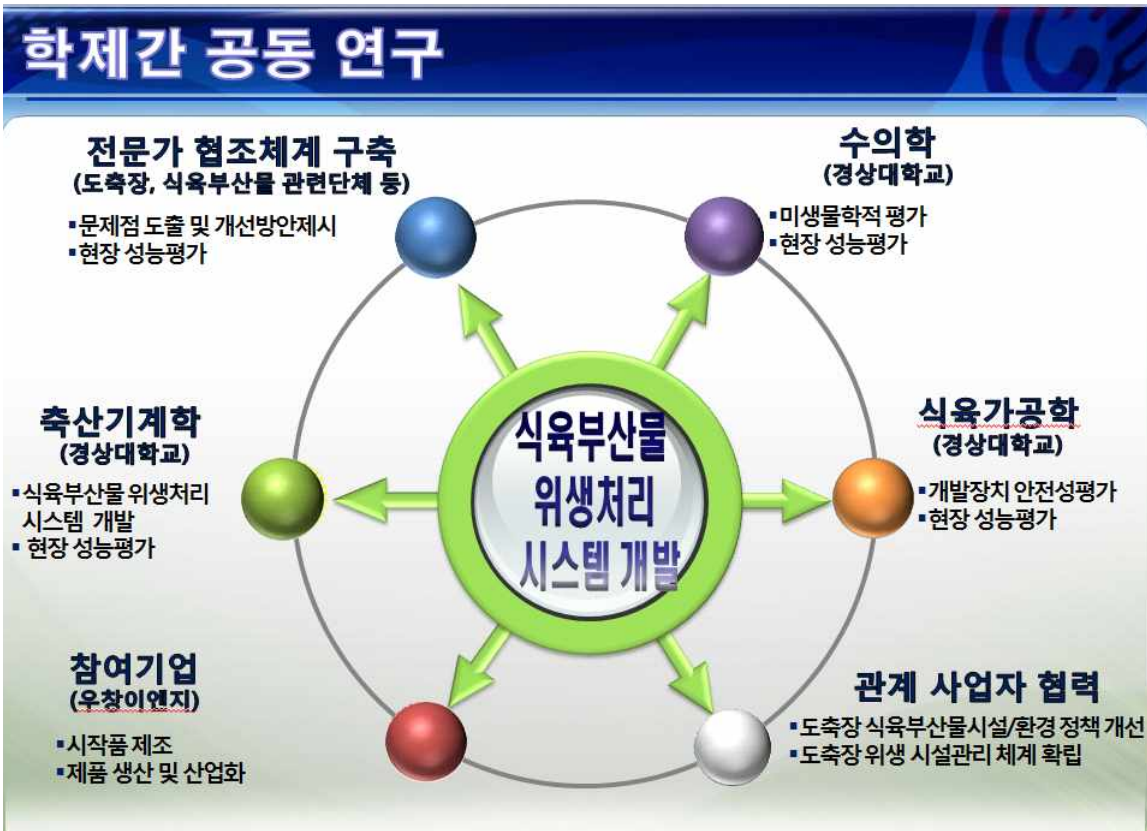 학제간 공동 연구
전문가 협조체계 구축
(도축장, 식육부산물 관련단체 등)
▪문제점 도출 및 개선방안제시
▪현장 성능평가
수의학
(경상대학교)
▪미생물학적 평가
▪현장 성능평가
축산기계학
(경상대학교)
▪식육부산물 위생처리
시스템 개발
▪현장 성능평가
식육부산물
위생처리
시스템 개발
식육가공학
(경상대학교)
▪개발장치 안전성평가
▪현장 성능평가
참여기업
(우창이엔지)
▪시작품 제조
▪제품 생산 및 산업화
관계 사업자 협력
▪도축장 식육부산물시설/환경 정책 개선
▪도축장 위생 시설관리 체계 확립